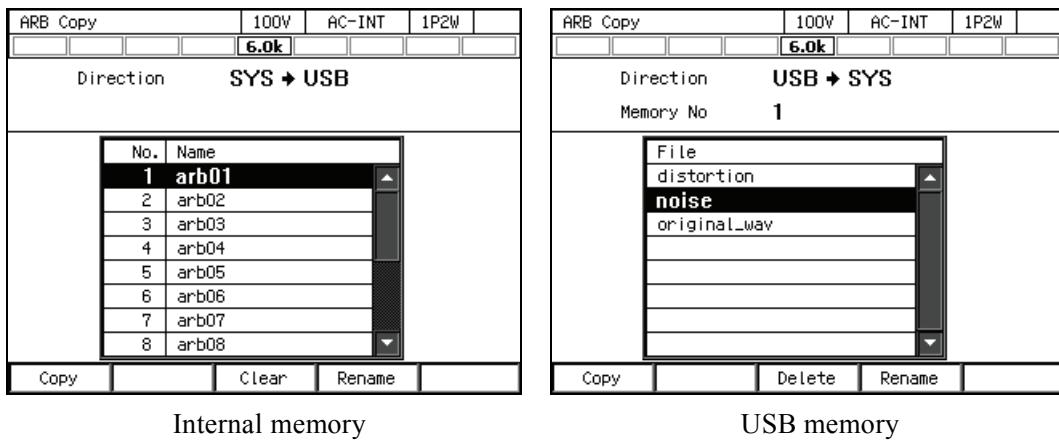 ARB Copy 100V AC-INT 1P2W
6.0k
Direction SYS → USB
No. Name
1 arb01
2 arb02
3 arb03
4 arb04
5 arb05
6 arb06
7 arb07
8 arb08
Copy Clear Rename
Internal memory
ARB Copy 100V AC-INT 1P2W
6.0k
Direction USB → SYS
Memory No 1
File
distortion
noise
original_wav
Copy Delete Rename
USB memory